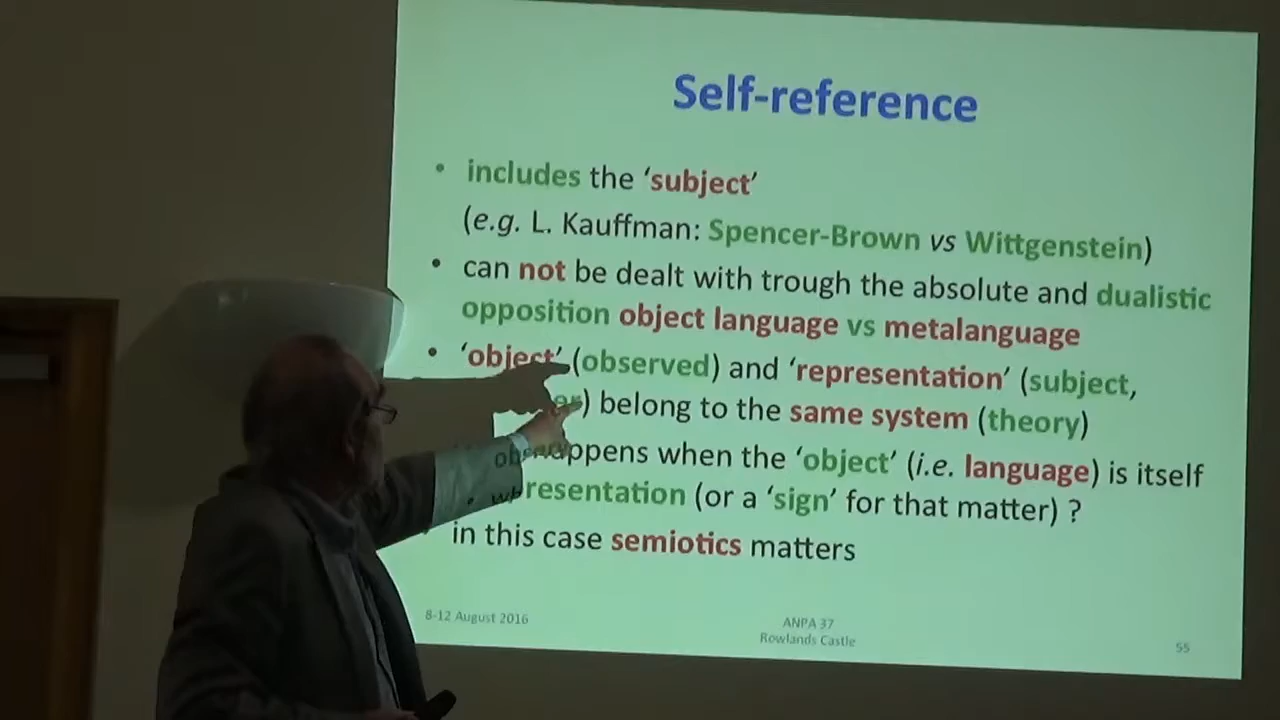 Self-reference
• includes the ‘subject’
(e.g. L. Kauffman: Spencer-Brown vs Wittgenstein)
• can not be dealt with trough the absolute and dualistic
opposition object language vs metalanguage
• ‘object’ (observed) and ‘representation’ (subject,
) belong to the same system (theory)
happens when the ‘object’ (i.e. language) is itself
(or a ‘sign’ for that matter) ?
in this case semiotics matters
8-12 August 2016
ANPA 37
Rowlands Castle
55